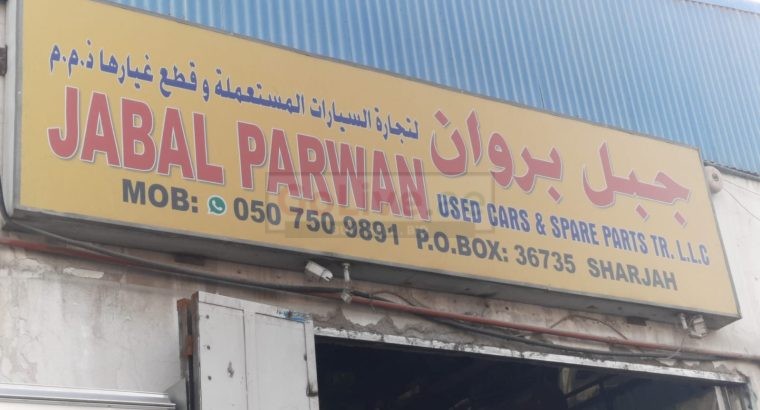 جبل بروان
لتجارة السيارات المستعملة و قطع غيارها ذ.م.م
JABAL PARWAN
USED CARS & SPARE PARTS TR. L.L.C
MOB: 050 750 9891 P.O.BOX: 36735 SHARJAH